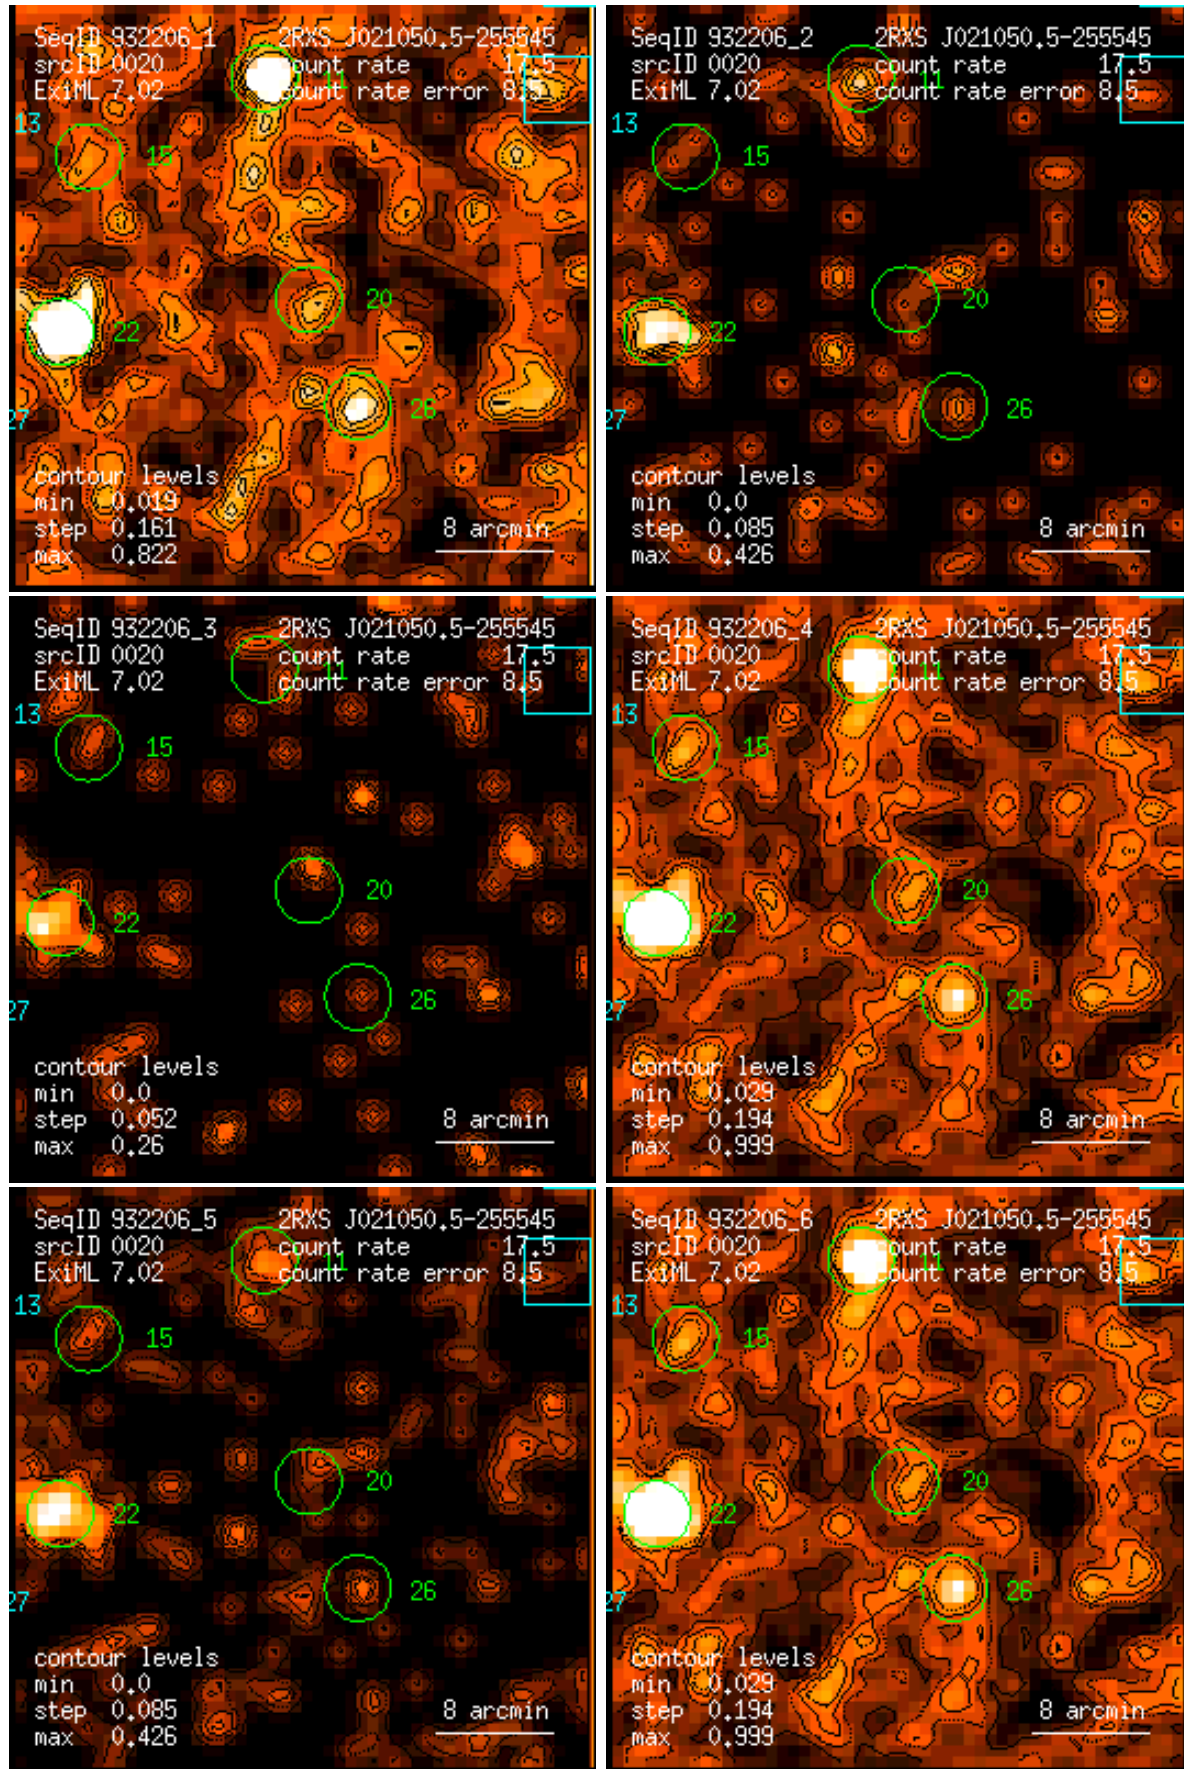 SeqID 932206_1 2RXS J021050.5-255545
srcID 0020 count rate 17.5
ExiML 7.02 11 count rate error 8.5
13
15
20
22
26
27
contour levels
min 0.019
step 0.161 8 arcmin
max 0.822
SeqID 932206_2 2RXS J021050.5-255545
srcID 0020 count rate 17.5
ExiML 7.02 11 count rate error 8.5
13
15
20
22
26
27
contour levels
min 0.0
step 0.085 8 arcmin
max 0.426
SeqID 932206_3 2RXS J021050.5-255545
srcID 0020 count rate 17.5
ExiML 7.02 11 count rate error 8.5
13
15
20
22
26
27
contour levels
min 0.0
step 0.052 8 arcmin
max 0.26
SeqID 932206_4 2RXS J021050.5-255545
srcID 0020 count rate 17.5
ExiML 7.02 11 count rate error 8.5
13
15
20
22
26
27
contour levels
min 0.029
step 0.194 8 arcmin
max 0.999
SeqID 932206_5 2RXS J021050.5-255545
srcID 0020 count rate 17.5
ExiML 7.02 11 count rate error 8.5
13
15
20
22
26
27
contour levels
min 0.0
step 0.085 8 arcmin
max 0.426
SeqID 932206_6 2RXS J021050.5-255545
srcID 0020 count rate 17.5
ExiML 7.02 11 count rate error 8.5
13
15
20
22
26
27
contour levels
min 0.029
step 0.194 8 arcmin
max 0.999